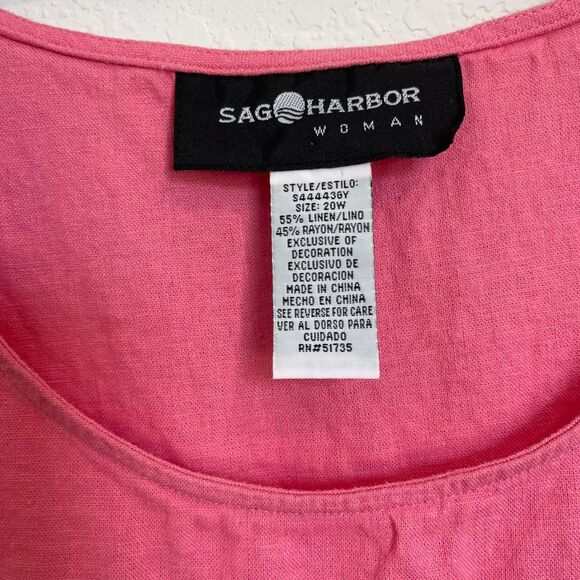 SAG HARBOR
WOMAN
STYLE/ESTILO:
S444436Y
SIZE: 20W
55% LINEN/LINO
45% RAYON/RAYON
EXCLUSIVE OF
DECORATION
EXCLUSIVO DE
DECORACION
MADE IN CHINA
MECHO EN CHINA
SEE REVERSE FOR CARE
VER AL DORSO PARA
CUIDADO
RN#51735